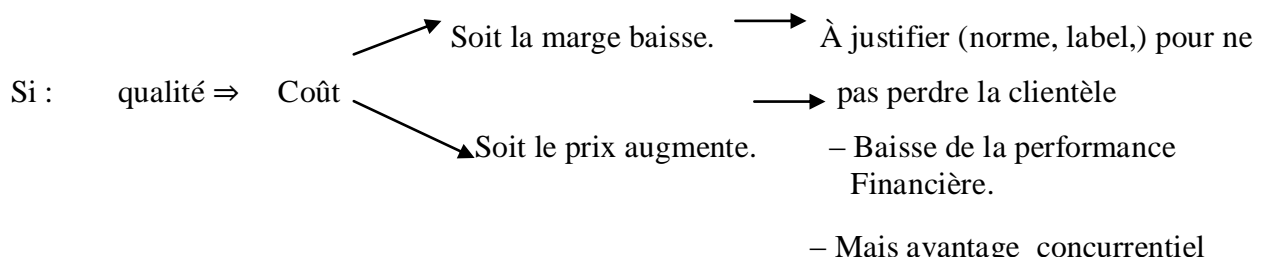 Soit la marge baisse. À justifier (norme, label,) pour ne
Si : qualité ⇒ Coût pas perdre la clientèle
Soit le prix augmente. – Baisse de la performance
Financière.
– Mais avantage concurrentiel